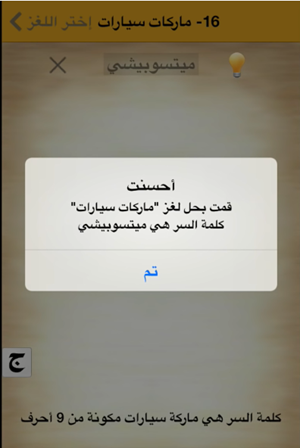 16- ماركات سيارات إختر اللغز
ميتسوبيشي
أحسنت
قمت بحل لغز "ماركات سيارات"
كلمة السر هي ميتسوبيشي
تم
ج
كلمة السر هي ماركة سيارات مكونة من 9 أحرف